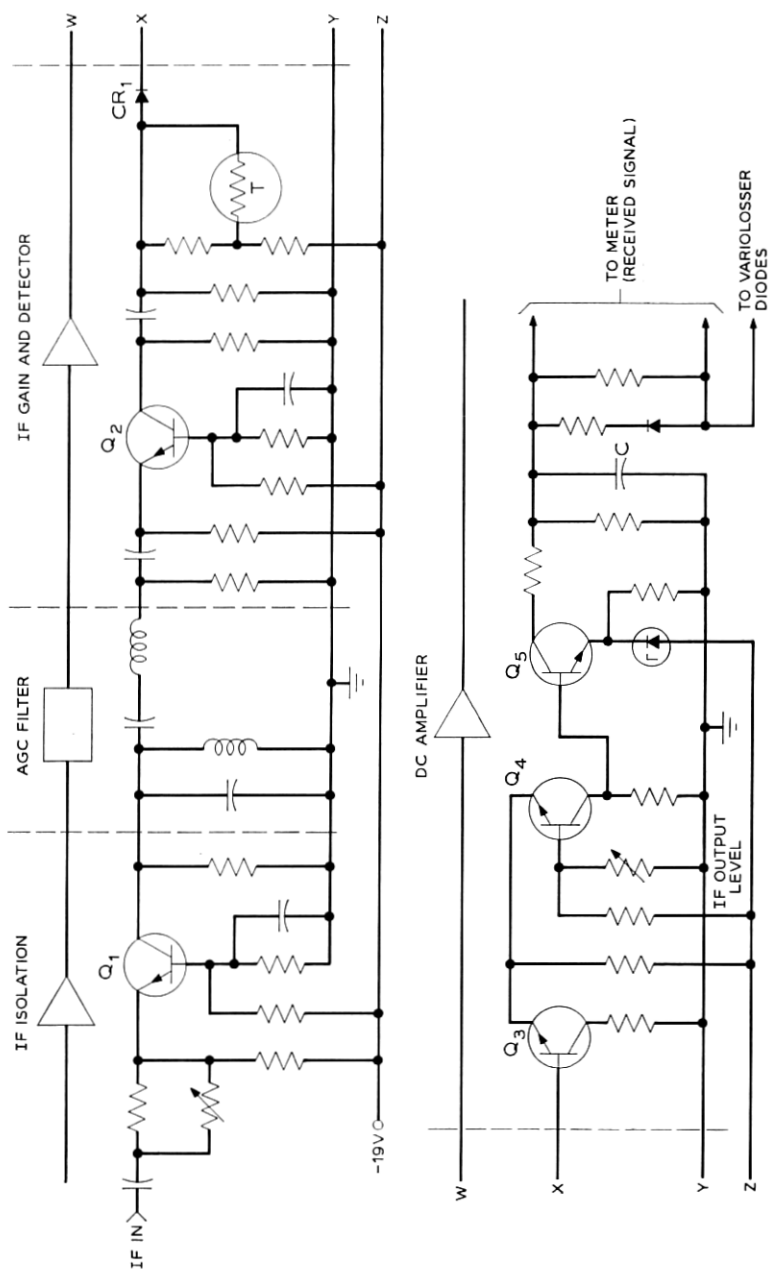 IF ISOLATION
AGC FILTER
IF GAIN AND DETECTOR
W
IF IN
Q1
Q2
CR1
T
X
Y
-19V
Z
DC AMPLIFIER
W
Q3
Q4
Q5
C
X
IF OUTPUT
LEVEL
Y
Z
TO METER
(RECEIVED SIGNAL)
TO VARIOLOSSER
DIODES